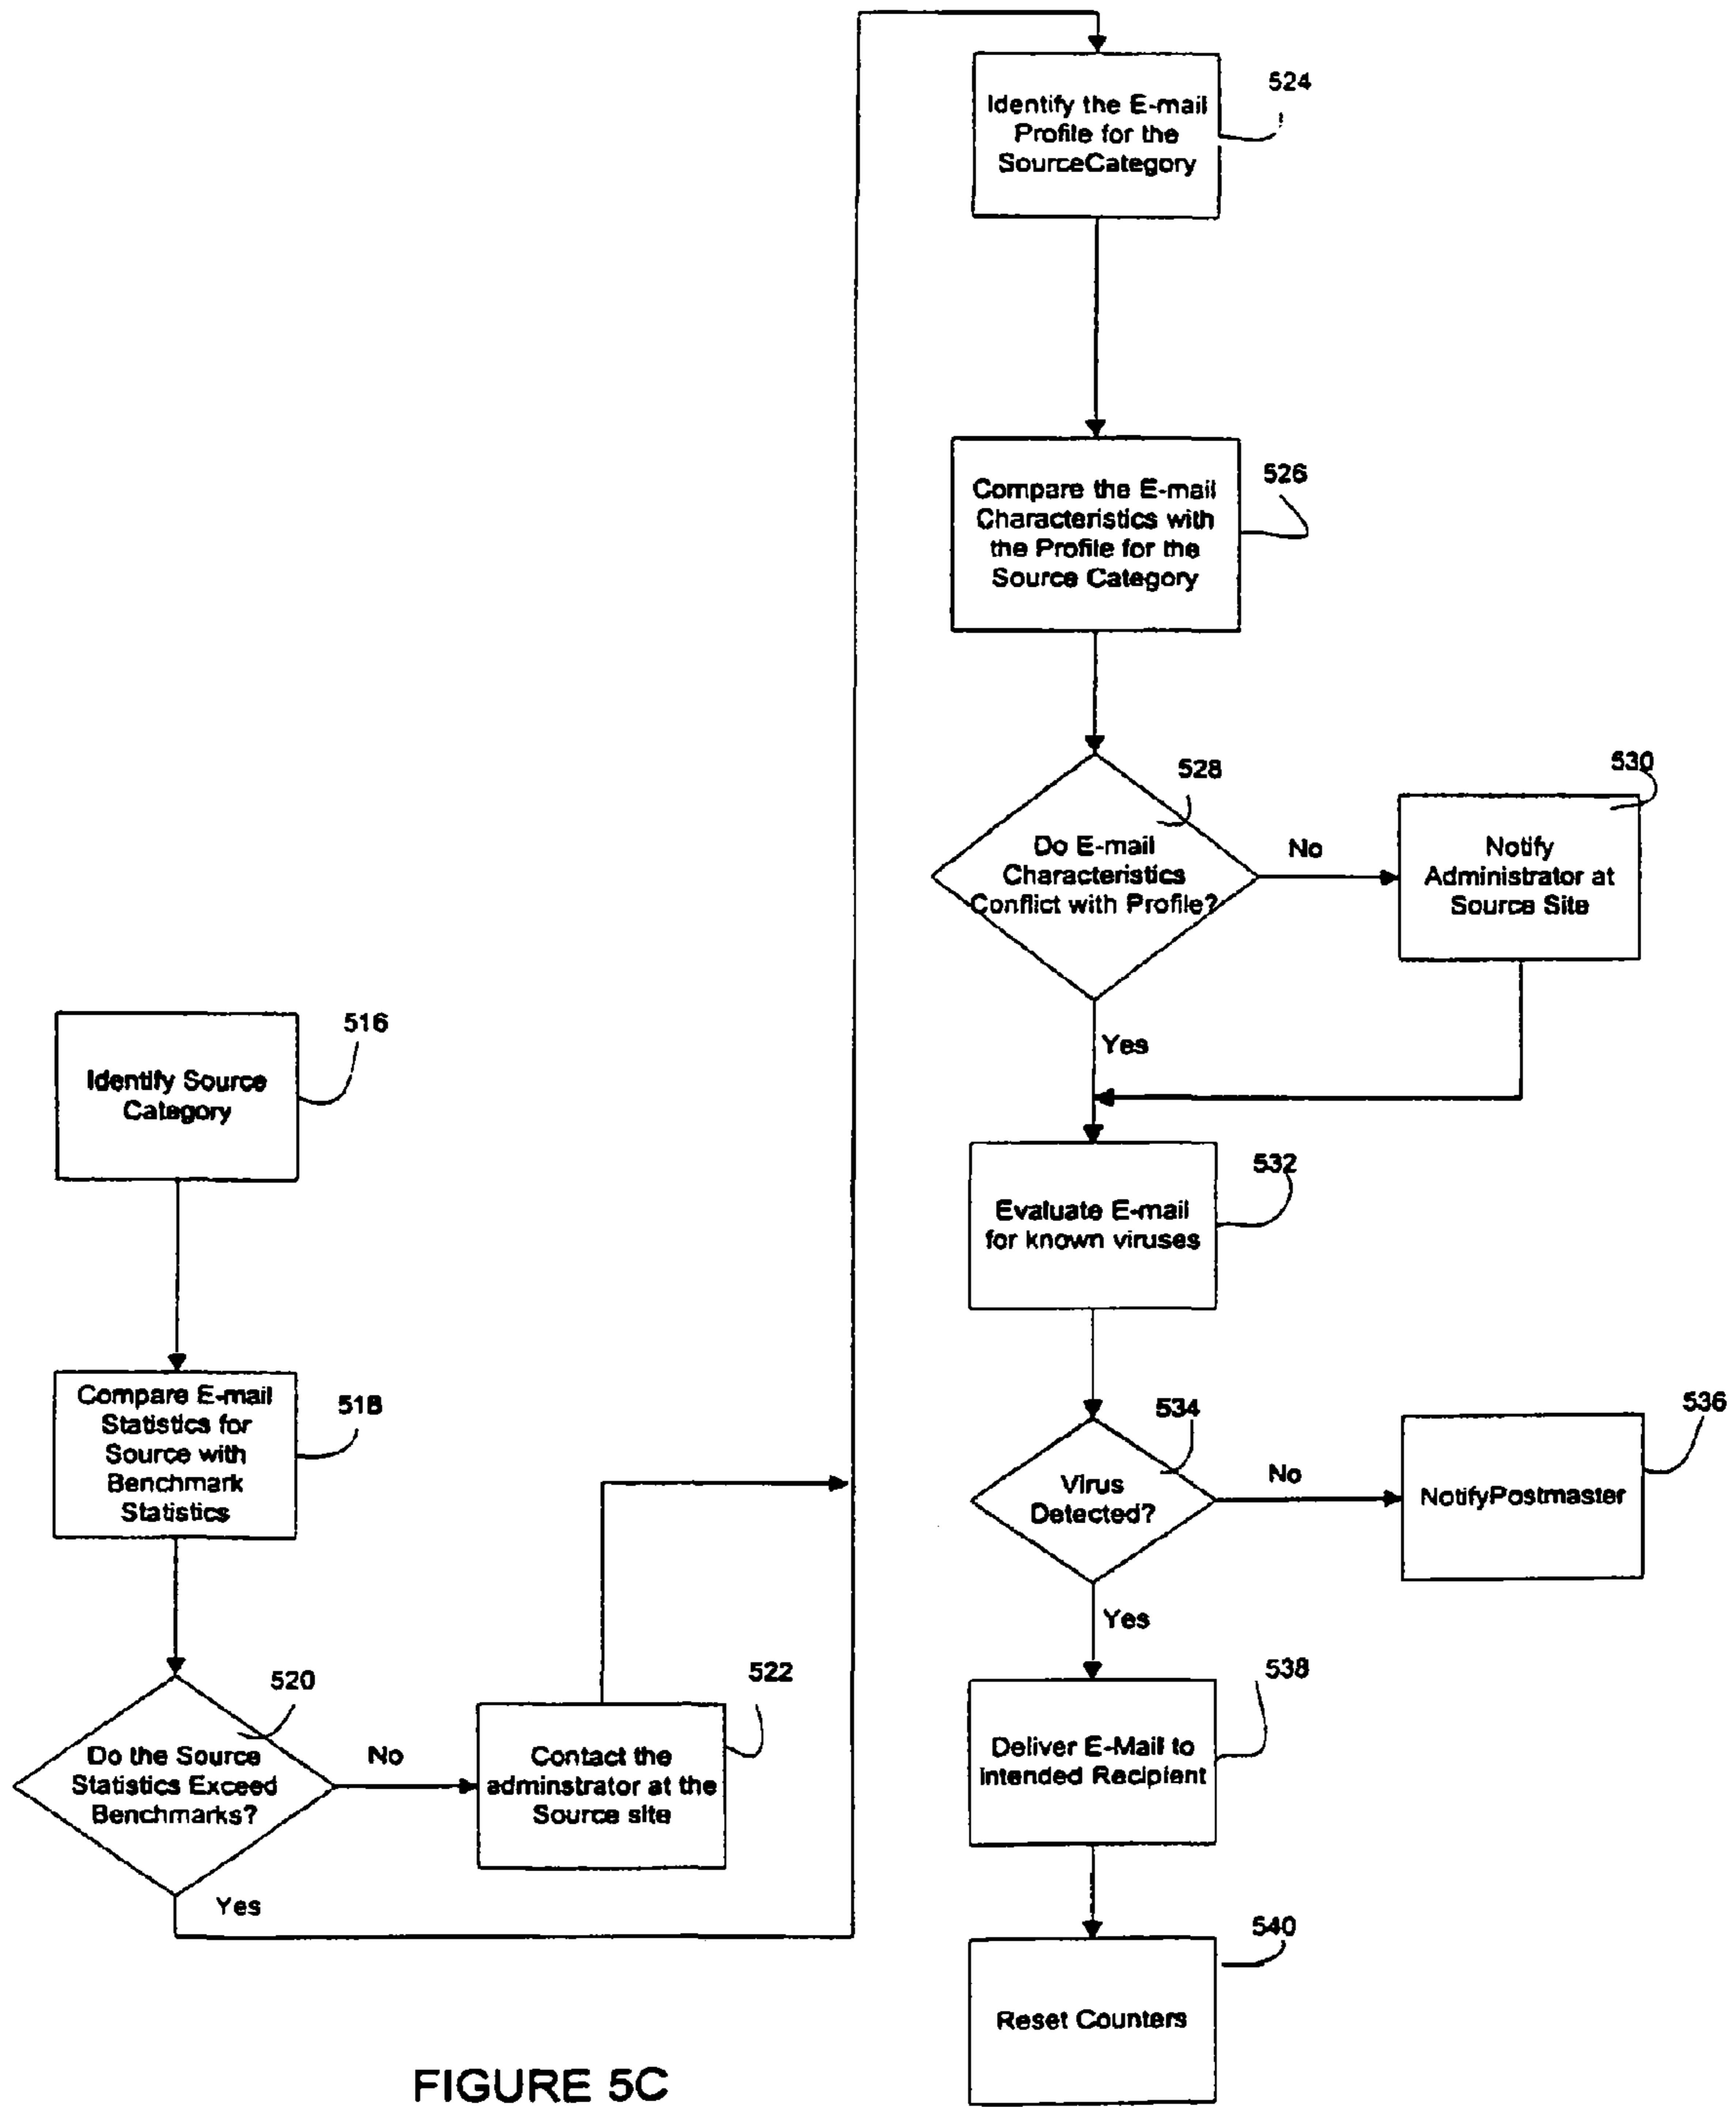 524
Identify the E-mail
Profile for the
SourceCategory
526
Compare the E-mail
Characteristics with
the Profile for the
Source Category
528
Do E-mail
Characteristics
Conflict with Profile?
No
530
Notify
Administrator at
Source Site
Yes
516
Identify Source
Category
532
Evaluate E-mail
for known viruses
518
Compare E-mail
Statistics for
Source with
Benchmark
Statistics
534
Virus
Detected?
No
536
NotifyPostmaster
Yes
520
Do the Source
Statistics Exceed
Benchmarks?
No
522
Contact the
adminstrator at the
Source site
Yes
538
Deliver E-Mail to
Intended Recipient
540
Reset Counters
FIGURE 5C